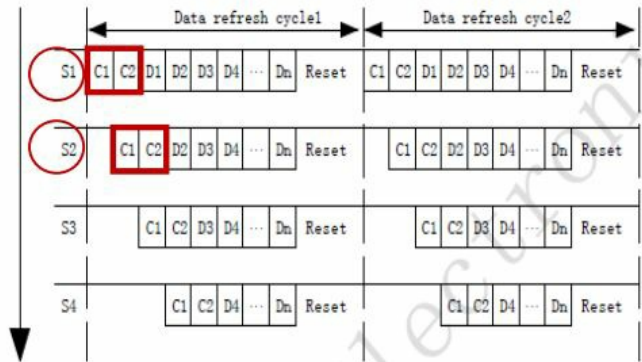 Data refresh cycle1 Data refresh cycle2
S1 C1 C2 D1 D2 D3 D4 ... Dn Reset C1 C2 D1 D2 D3 D4 ... Dn Reset
S2 C1 C2 D2 D3 D4 ... Dn Reset C1 C2 D2 D3 D4 ... Dn Reset
S3 C1 C2 D3 D4 ... Dn Reset C1 C2 D3 D4 ... Dn Reset
S4 C1 C2 D4 ... Dn Reset C1 C2 D4 ... Dn Reset